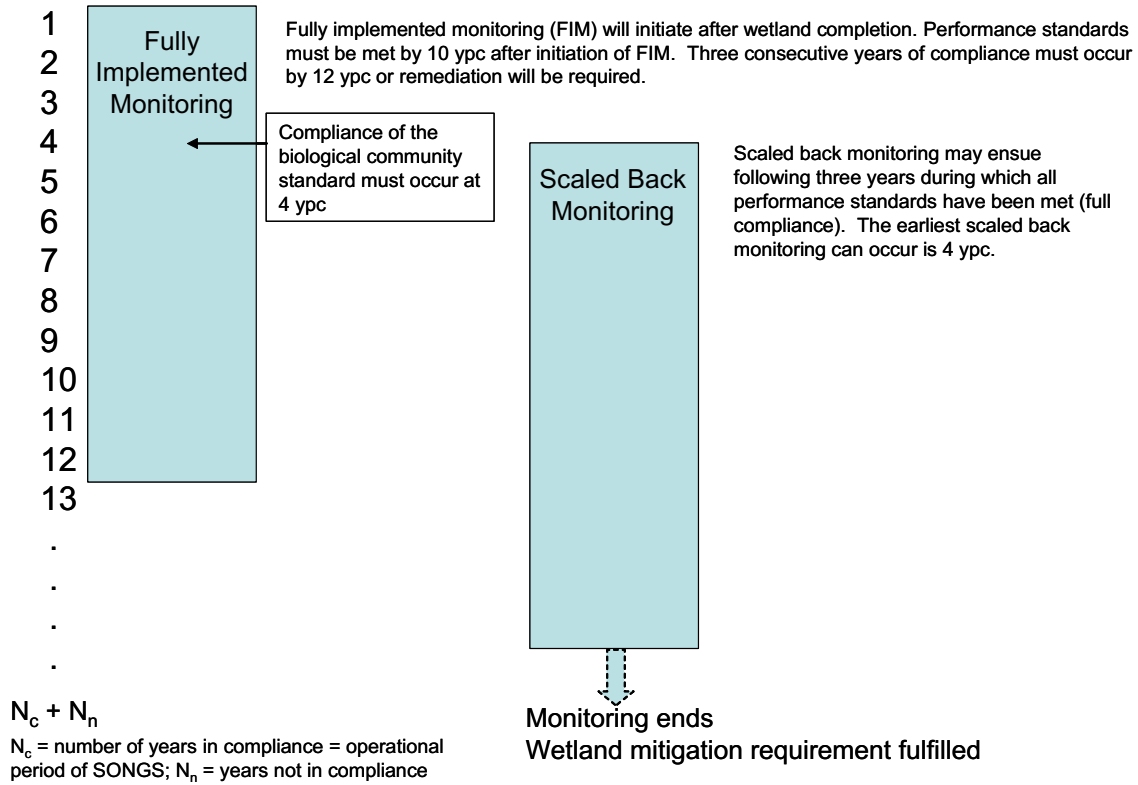 1
2
3
4
5
6
7
8
9
10
11
12
13
.
.
.
.
Nc + Nn
Nc = number of years in compliance = operational
period of SONGS; Nn = years not in compliance
Fully
Implemented
Monitoring
Fully implemented monitoring (FIM) will initiate after wetland completion. Performance standards
must be met by 10 ypc after initiation of FIM.  Three consecutive years of compliance must occur
by 12 ypc or remediation will be required.
Compliance of the
biological community
standard must occur at
4 ypc
Scaled Back
Monitoring
Scaled back monitoring may ensue
following three years during which all
performance standards have been met (full
compliance).  The earliest scaled back
monitoring can occur is 4 ypc.
Monitoring ends
Wetland mitigation requirement fulfilled